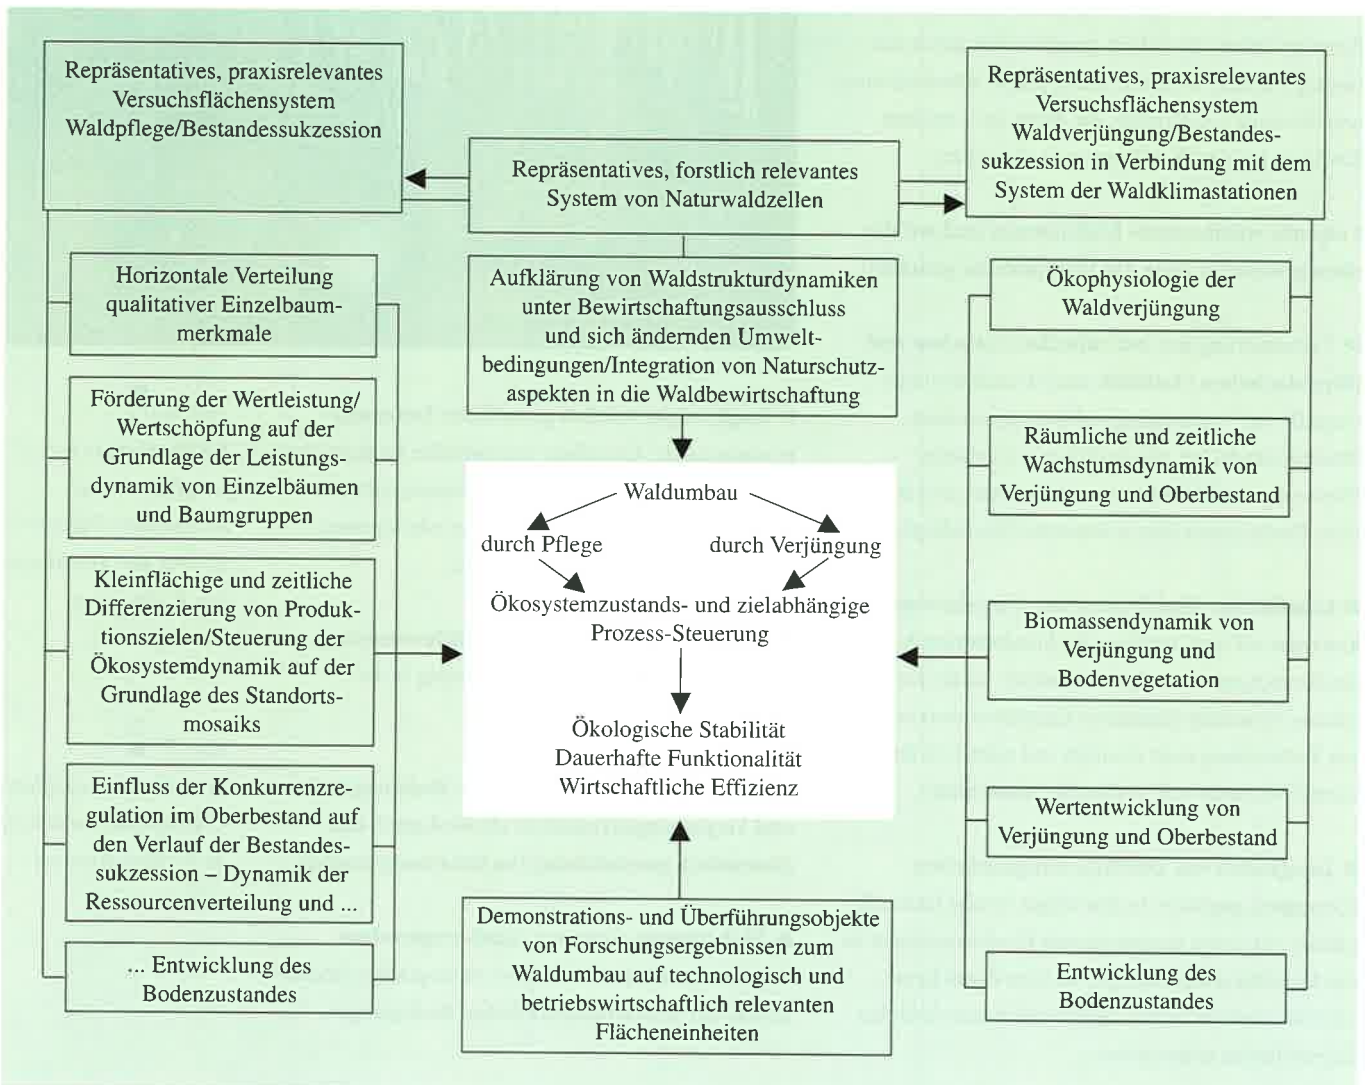 Repräsentatives, praxisrelevantes
Versuchsflächensystem
Waldpflege/Bestandessukzession
Repräsentatives, forstlich relevantes
System von Naturwaldzellen
Repräsentatives, praxisrelevantes
Versuchsflächensystem
Waldverjüngung/Bestandes-
sukzession in Verbindung mit dem
System der Waldklimastationen
Horizontale Verteilung
qualitativer Einzelbaum-
merkmale
Förderung der Wertleistung/
Wertschöpfung auf der
Grundlage der Leistungs-
dynamik von Einzelbäumen
und Baumgruppen
Kleinflächige und zeitliche
Differenzierung von Produk-
tionszielen/Steuerung der
Ökosystemdynamik auf der
Grundlage des Standorts-
mosaiks
Einfluss der Konkurrenzre-
gulation im Oberbestand auf
den Verlauf der Bestandes-
sukzession – Dynamik der
Ressourcenverteilung und ...
... Entwicklung des
Bodenzustandes
Aufklärung von Waldstrukturdynamiken
unter Bewirtschaftungsausschluss
und sich ändernden Umwelt-
bedingungen/Integration von Naturschutz-
aspekten in die Waldbewirtschaftung
Waldumbau
durch Pflege
durch Verjüngung
Ökosystemzustands- und zielabhängige
Prozess-Steuerung
Ökologische Stabilität
Dauerhafte Funktionalität
Wirtschaftliche Effizienz
Demonstrations- und Überführungsobjekte
von Forschungsergebnissen zum
Waldumbau auf technologisch und
betriebswirtschaftlich relevanten
Flächeneinheiten
Ökophysiologie der
Waldverjüngung
Räumliche und zeitliche
Wachstumsdynamik von
Verjüngung und Oberbestand
Biomassendynamik von
Verjüngung und
Bodenvegetation
Wertentwicklung von
Verjüngung und Oberbestand
Entwicklung des
Bodenzustandes